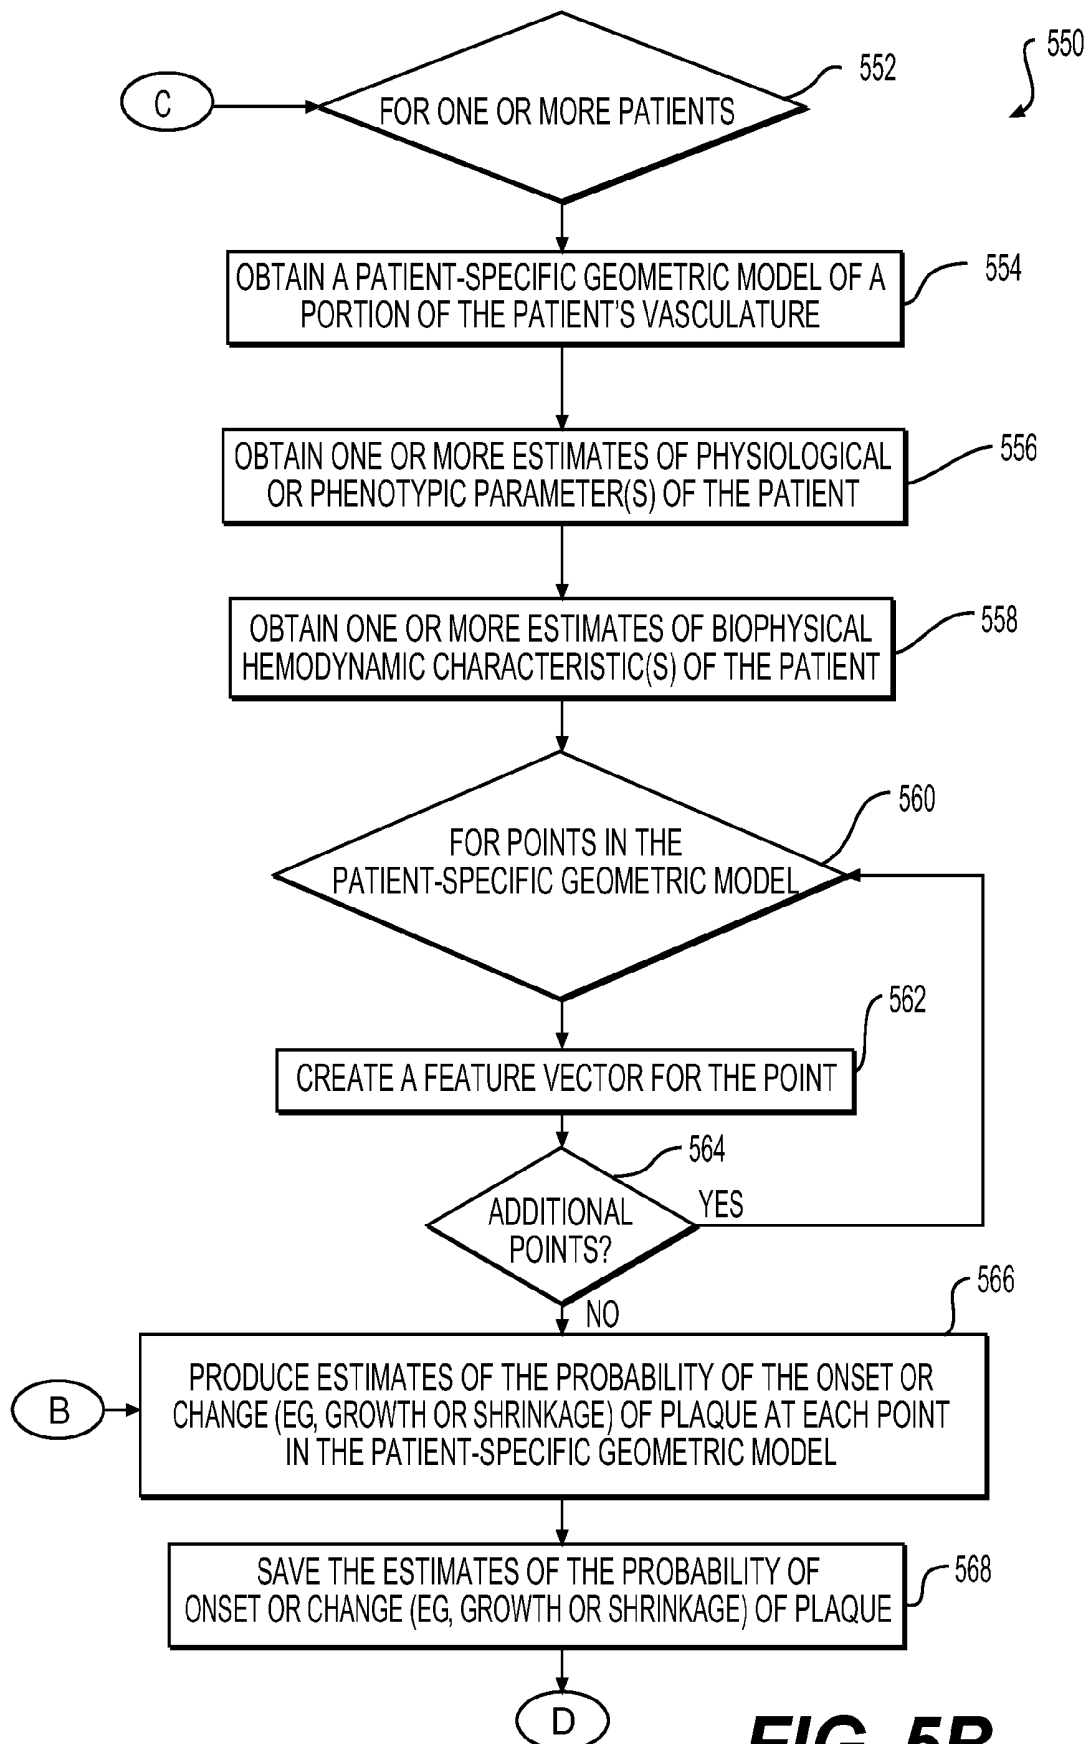 550
552
C
FOR ONE OR MORE PATIENTS
554
OBTAIN A PATIENT-SPECIFIC GEOMETRIC MODEL OF A
PORTION OF THE PATIENT'S VASCULATURE
556
OBTAIN ONE OR MORE ESTIMATES OF PHYSIOLOGICAL
OR PHENOTYPIC PARAMETER(S) OF THE PATIENT
558
OBTAIN ONE OR MORE ESTIMATES OF BIOPHYSICAL
HEMODYNAMIC CHARACTERISTIC(S) OF THE PATIENT
560
FOR POINTS IN THE
PATIENT-SPECIFIC GEOMETRIC MODEL
562
CREATE A FEATURE VECTOR FOR THE POINT
564
ADDITIONAL
POINTS?
YES
NO
566
B
PRODUCE ESTIMATES OF THE PROBABILITY OF THE ONSET OR
CHANGE (EG, GROWTH OR SHRINKAGE) OF PLAQUE AT EACH POINT
IN THE PATIENT-SPECIFIC GEOMETRIC MODEL
568
SAVE THE ESTIMATES OF THE PROBABILITY OF
ONSET OR CHANGE (EG, GROWTH OR SHRINKAGE) OF PLAQUE
D
FIG. 5B